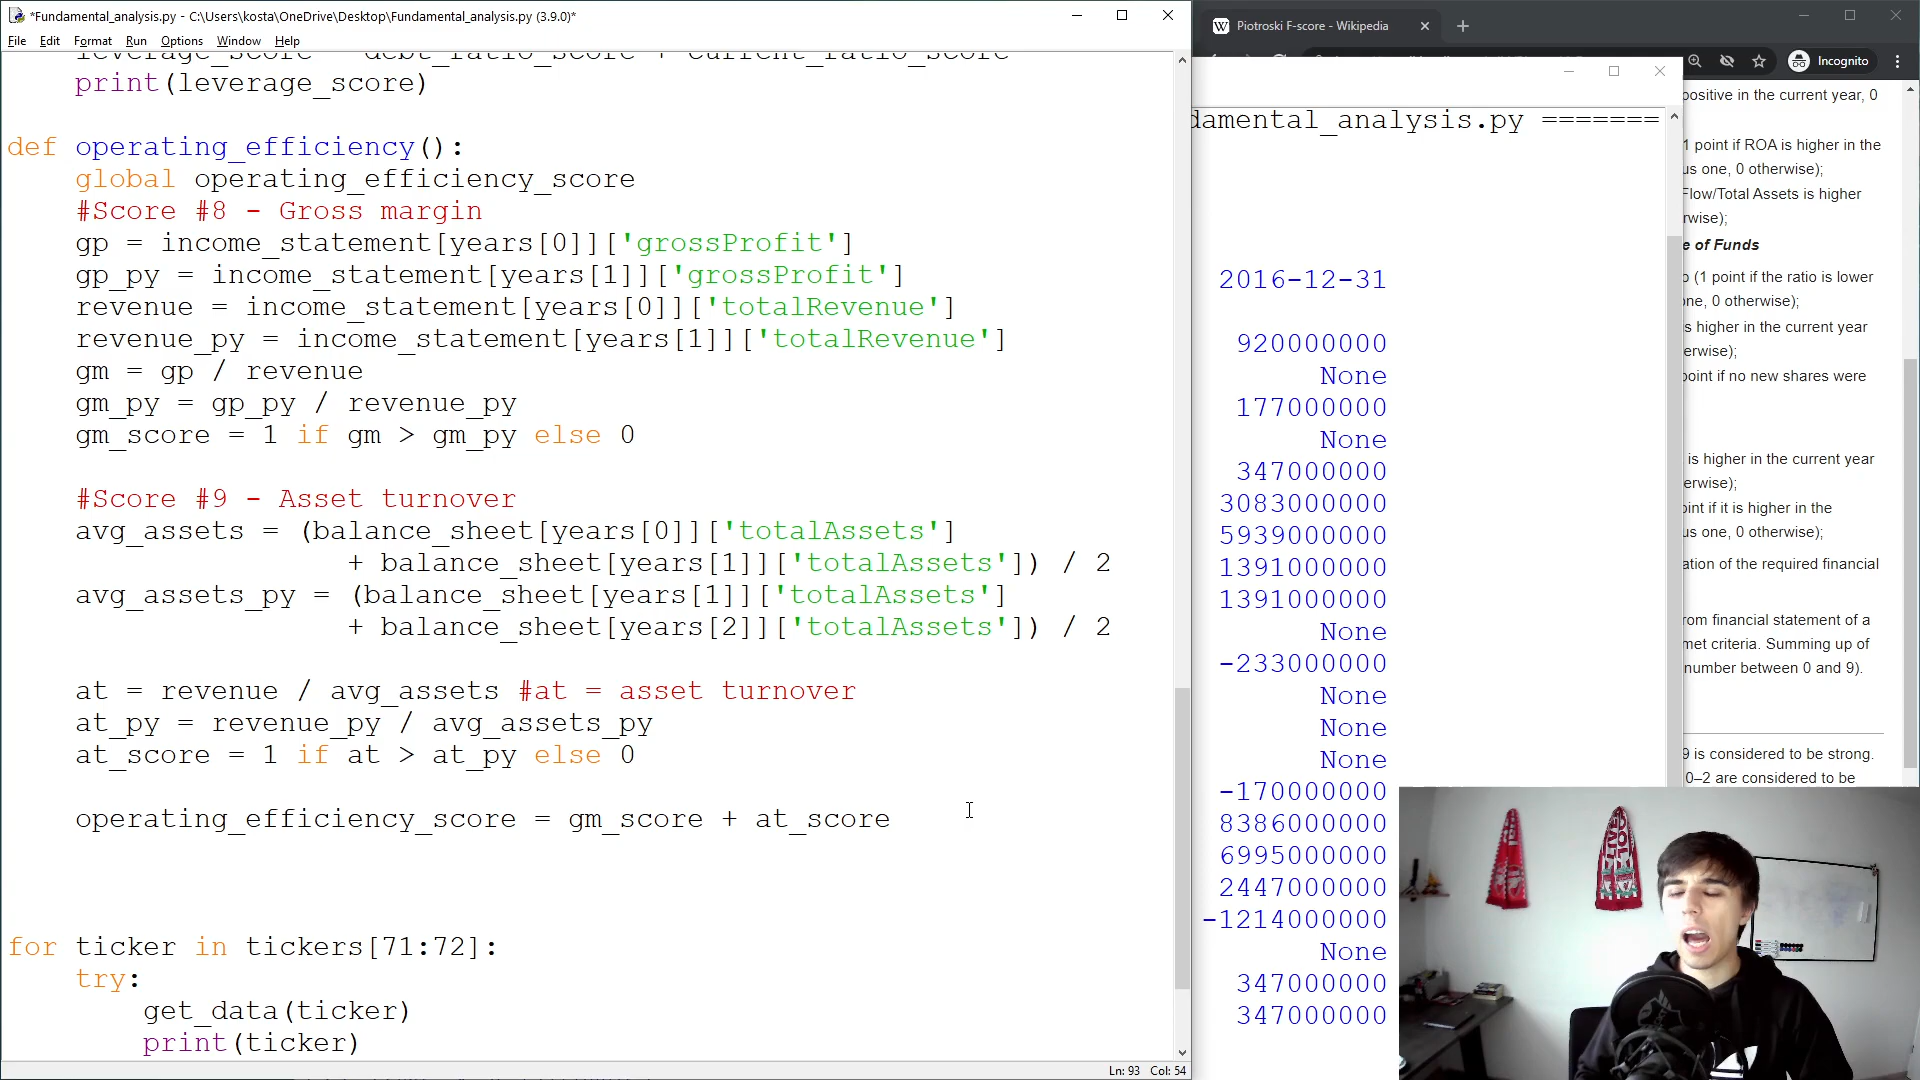 *Fundamental_analysis.py - C:\Users\kosta\OneDrive\Desktop\Fundamental_analysis.py (3.9.0)*
File Edit Format Run Options Window Help
leverage_score = debt_ratio_score + current_ratio_score
print(leverage_score)
def operating_efficiency():
global operating_efficiency_score
#Score #8 - Gross margin
gp = income_statement[years[0]]['grossProfit']
gp_py = income_statement[years[1]]['grossProfit']
revenue = income_statement[years[0]]['totalRevenue']
revenue_py = income_statement[years[1]]['totalRevenue']
gm = gp / revenue
gm_py = gp_py / revenue_py
gm_score = 1 if gm > gm_py else 0
#Score #9 - Asset turnover
avg_assets = (balance_sheet[years[0]]['totalAssets']
+ balance_sheet[years[1]]['totalAssets']) / 2
avg_assets_py = (balance_sheet[years[1]]['totalAssets']
+ balance_sheet[years[2]]['totalAssets']) / 2
at = revenue / avg_assets #at = asset turnover
at_py = revenue_py / avg_assets_py
at_score = 1 if at > at_py else 0
operating_efficiency_score = gm_score + at_score
for ticker in tickers[71:72]:
try:
get_data(ticker)
print(ticker)
Ln: 93 Col: 54
Piotroski F-score - Wikipedia
Incognito
damental_analysis.py =======
2016-12-31
920000000
None
177000000
None
347000000
3083000000
5939000000
1391000000
1391000000
None
-233000000
None
None
None
-170000000
8386000000
6995000000
2447000000
-1214000000
None
347000000
347000000
positive in the current year, 0
1 point if ROA is higher in the
us one, 0 otherwise);
Flow/Total Assets is higher
rwise);
e of Funds
o (1 point if the ratio is lower
one, 0 otherwise);
is higher in the current year
erwise);
point if no new shares were
is higher in the current year
erwise);
int if it is higher in the
us one, 0 otherwise);
ation of the required financial
rom financial statement of a
met criteria. Summing up of
number between 0 and 9).
9 is considered to be strong.
0–2 are considered to be